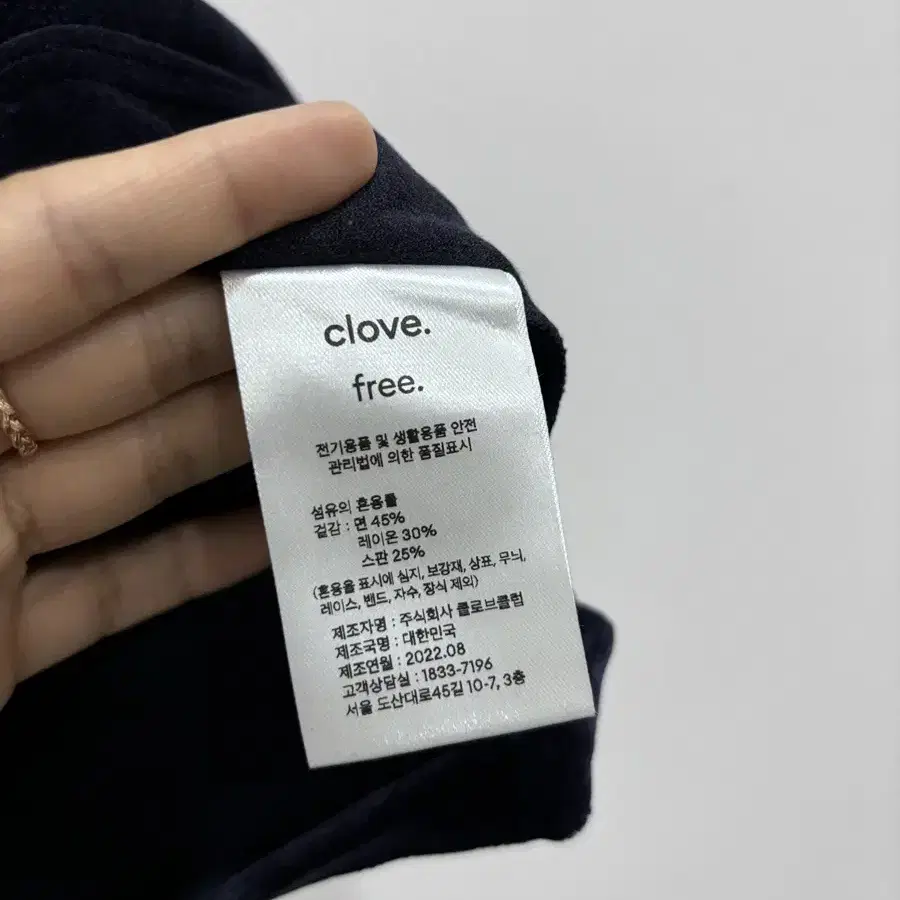 clove.
free.
전기용품 및 생활용품 안전
관리법에 의한 품질표시
섬유의 혼용률
겉감 : 면 45%
레이온 30%
스판 25%
(혼용율 표시에 심지, 보강재, 상표, 무늬,
레이스, 밴드, 자수, 장식 제외)
제조자명 : 주식회사 클로브클럽
제조국명 : 대한민국
제조연월 : 2022.08
고객상담실 : 1833-7196
서울 도산대로45길 10-7, 3층